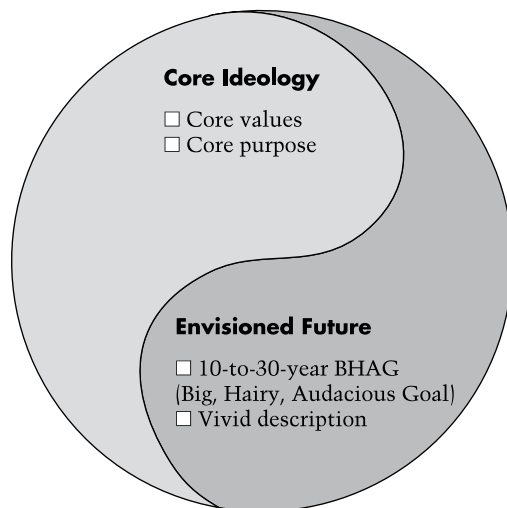 Core Ideology
☐ Core values
☐ Core purpose
Envisioned Future
☐ 10-to-30-year BHAG
(Big, Hairy, Audacious Goal)
☐ Vivid description